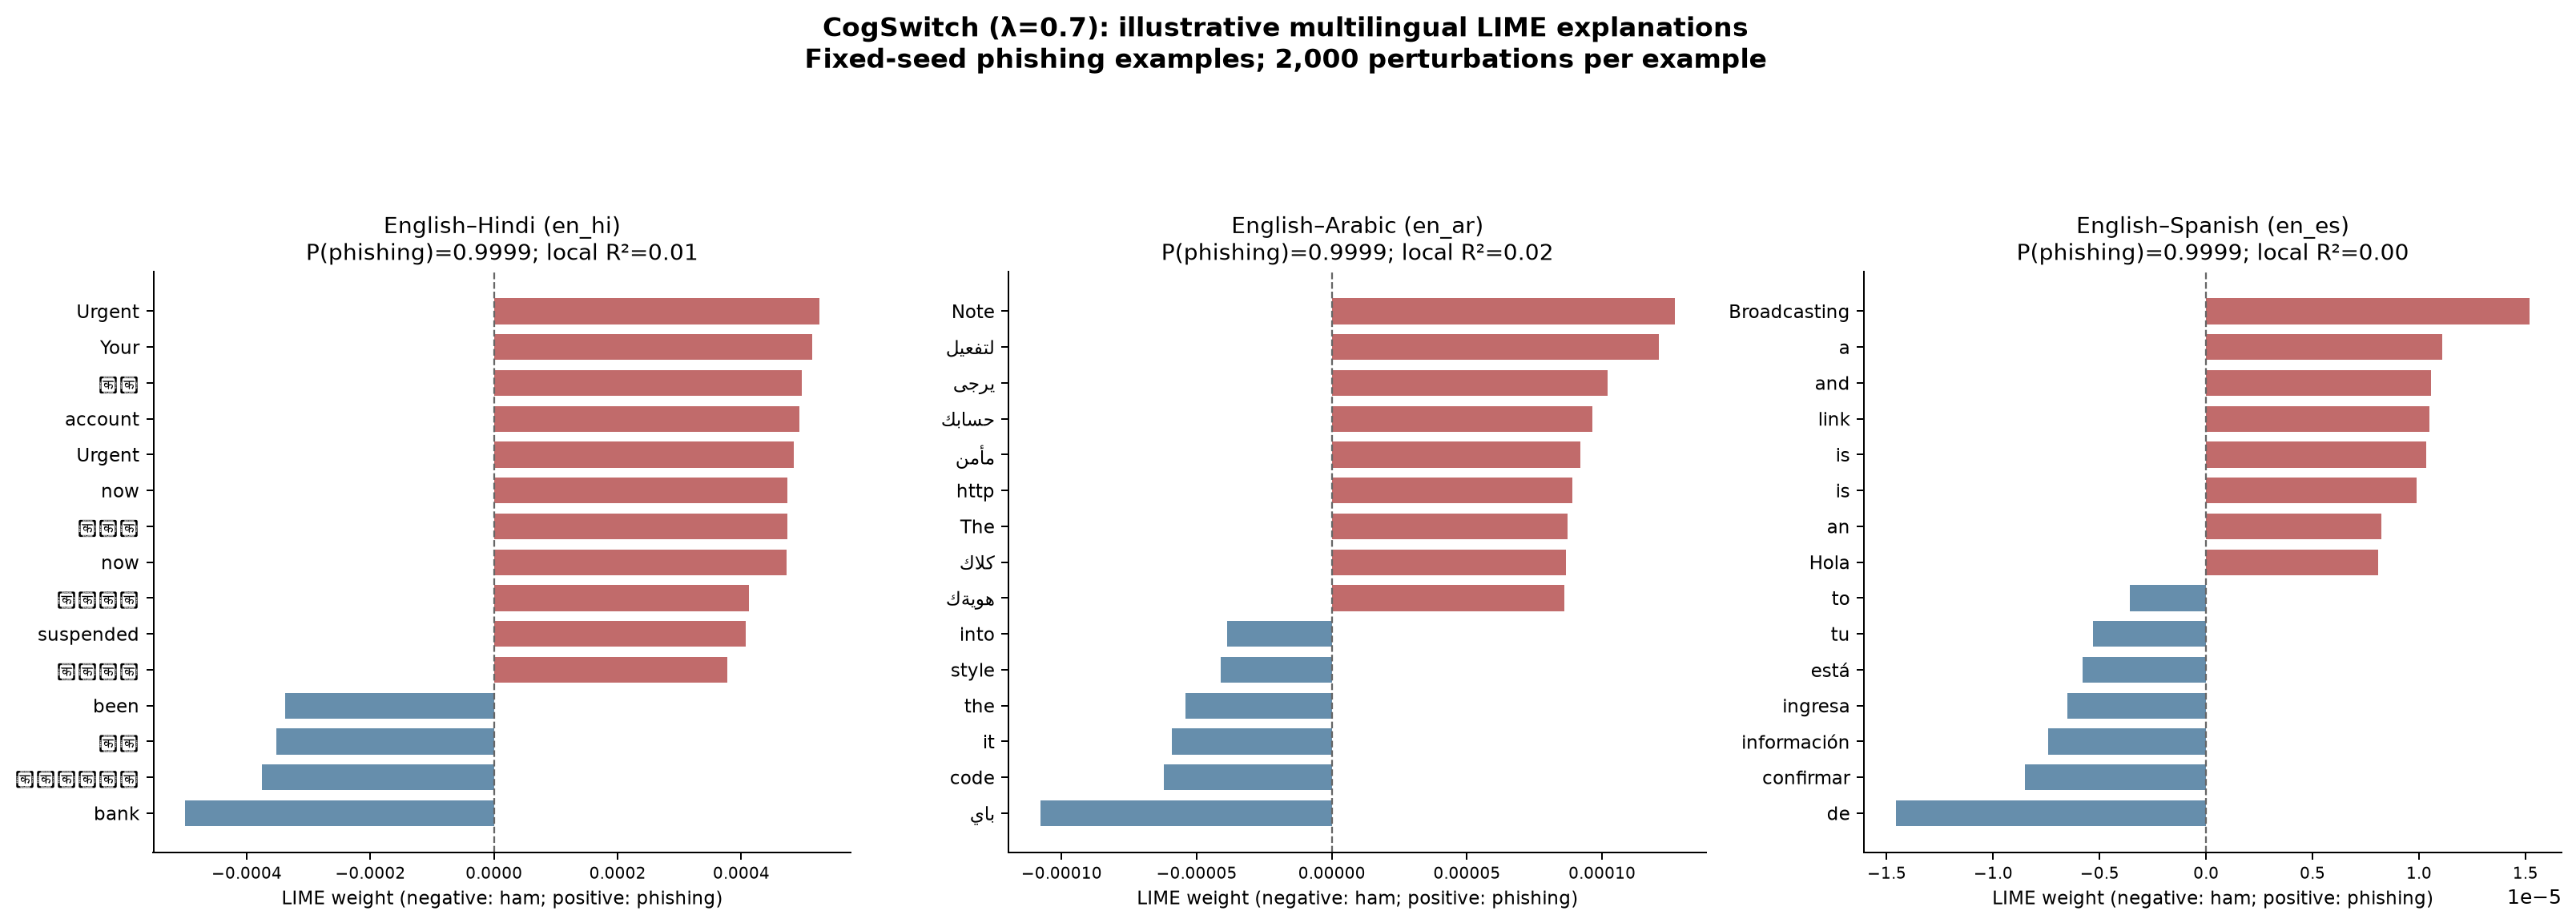 CogSwitch (λ=0.7): illustrative multilingual LIME explanations
Fixed-seed phishing examples; 2,000 perturbations per example
English–Hindi (en_hi)
P(phishing)=0.9999; local R²=0.01
Urgent
Your
account
Urgent
now
now
suspended
been
bank
−0.0004
−0.0002
0.0000
0.0002
0.0004
LIME weight (negative: ham; positive: phishing)
English–Arabic (en_ar)
P(phishing)=0.9999; local R²=0.02
Note
لتفعيل
يرجى
حسابك
مأمن
http
The
كلاك
هويةك
into
style
the
it
code
باي
−0.00010
−0.00005
0.00000
0.00005
0.00010
LIME weight (negative: ham; positive: phishing)
English–Spanish (en_es)
P(phishing)=0.9999; local R²=0.00
Broadcasting
a
and
link
is
is
an
Hola
to
tu
está
ingresa
información
confirmar
de
−1.5
−1.0
−0.5
0.0
0.5
1.0
1.5
1e−5
LIME weight (negative: ham; positive: phishing)